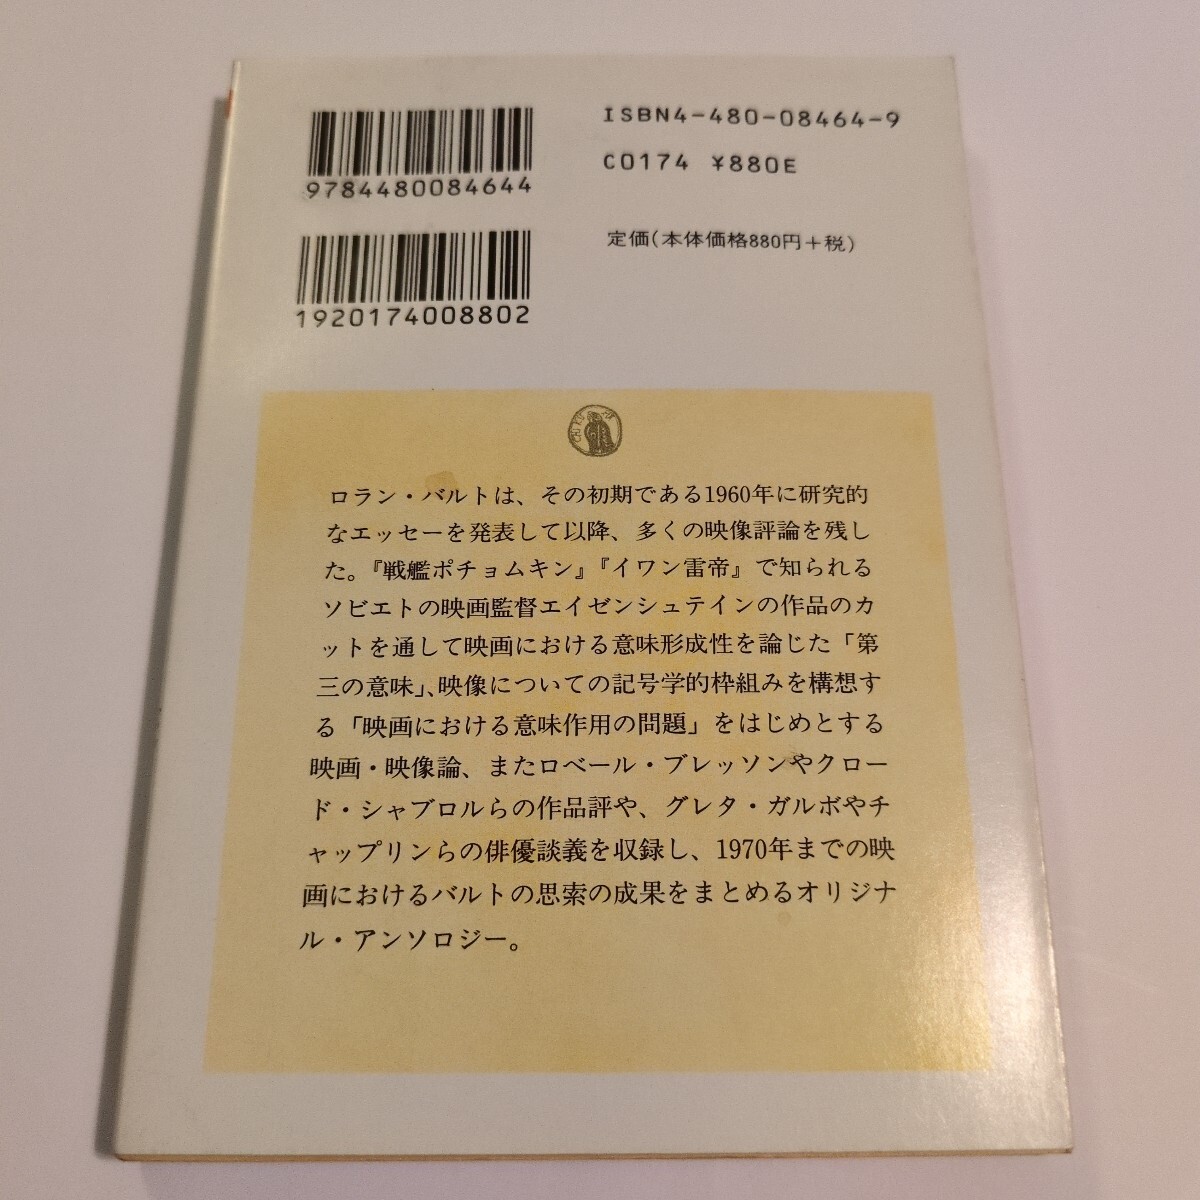 ISBN4-480-08464-9
9784480084644
C0174 ¥880E
定価(本体価格880円+税)
1920174008802
ロラン・バルトは、その初期である1960年に研究的
なエッセーを発表して以降、多くの映像評論を残し
た。『戦艦ポチョムキン』『イワン雷帝』で知られる
ソビエトの映画監督エイゼンシュテインの作品のカ
ットを通して映画における意味形成性を論じた「第
三の意味」、映像についての記号学的枠組みを構想す
る「映画における意味作用の問題」をはじめとする
映画・映像論、またロベール・ブレッソンやクロー
ド・シャブロルらの作品評や、グレタ・ガルボやチ
ャップリンらの俳優談義を収録し、1970年までの映
画におけるバルトの思索の成果をまとめるオリジナ
ル・アンソロジー。